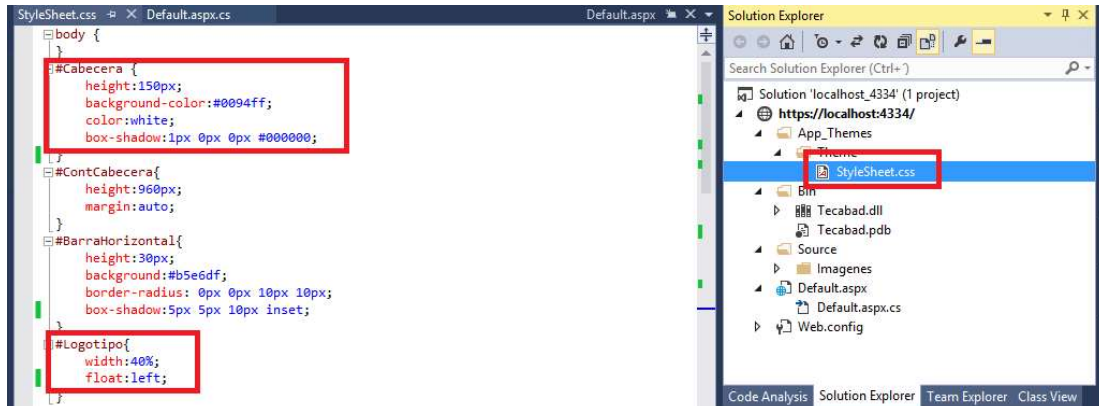 StyleSheet.css Default.aspx.cs Default.aspx
body {
}
#Cabecera {
height:150px;
background-color:#0094ff;
color:white;
box-shadow:1px 0px 0px #000000;
}
#ContCabecera{
height:960px;
margin:auto;
}
#BarraHorizontal{
height:30px;
background:#b5e6df;
border-radius: 0px 0px 10px 10px;
box-shadow:5px 5px 10px inset;
}
#Logotipo{
width:40%;
float:left;
}
Solution Explorer
Search Solution Explorer (Ctrl+´)
Solution 'localhost_4334' (1 project)
https://localhost:4334/
App_Themes
Theme
StyleSheet.css
Bin
Tecabad.dll
Tecabad.pdb
Source
Imagenes
Default.aspx
Default.aspx.cs
Web.config
Code Analysis Solution Explorer Team Explorer Class View